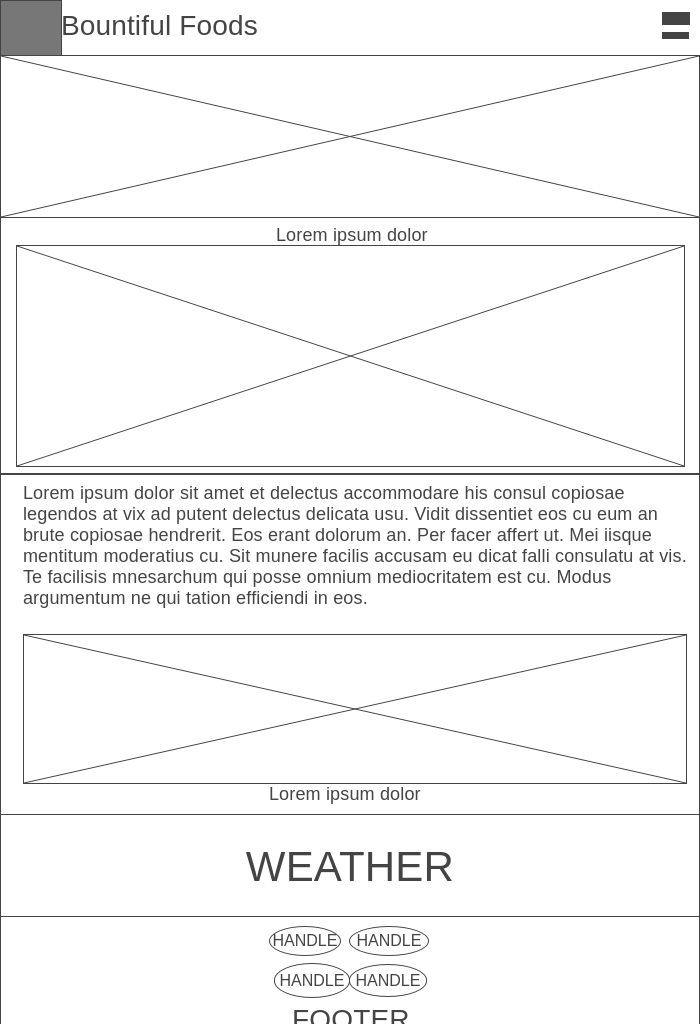 Bountiful Foods
Lorem ipsum dolor
Lorem ipsum dolor sit amet et delectus accommodare his consul copiosae
legendos at vix ad putent delectus delicata usu. Vidit dissentiet eos cu eum an
brute copiosae hendrerit. Eos erant dolorum an. Per facer affert ut. Mei iisque
mentitum moderatius cu. Sit munere facilis accusam eu dicat falli consulatu at vis.
Te facilisis mnesarchum qui posse omnium mediocritatem est cu. Modus
argumentum ne qui tation efficiendi in eos.
Lorem ipsum dolor
WEATHER
HANDLE HANDLE
HANDLE HANDLE
FOOTER